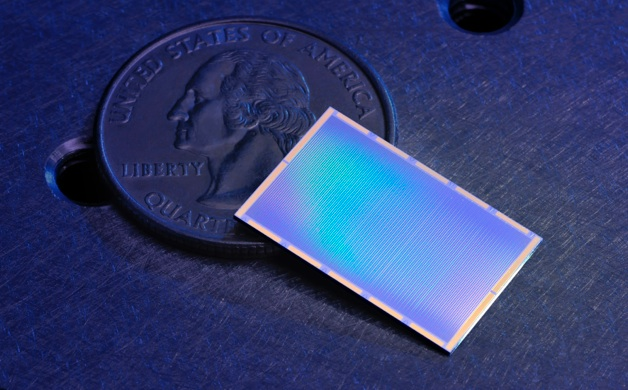 UNITED STATES OF AMERICA
LIBERTY